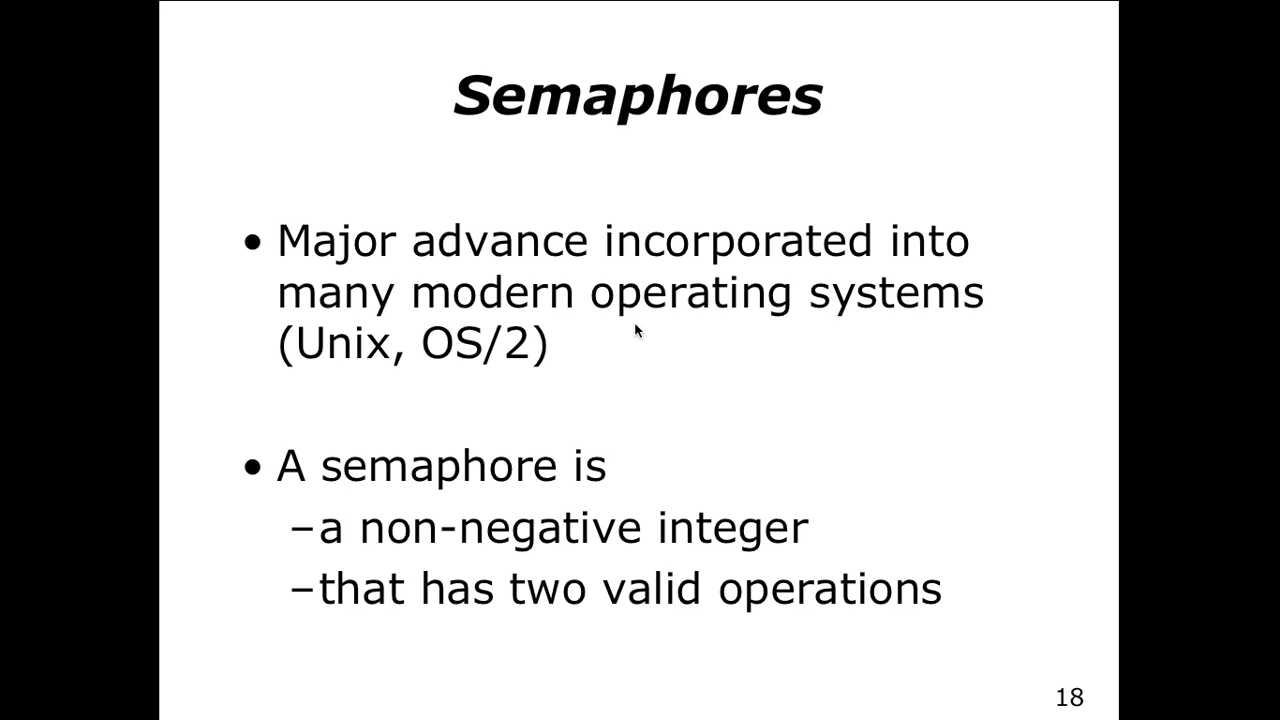 Semaphores
• Major advance incorporated into
many modern operating systems
(Unix, OS/2)
• A semaphore is
–a non-negative integer
–that has two valid operations
18